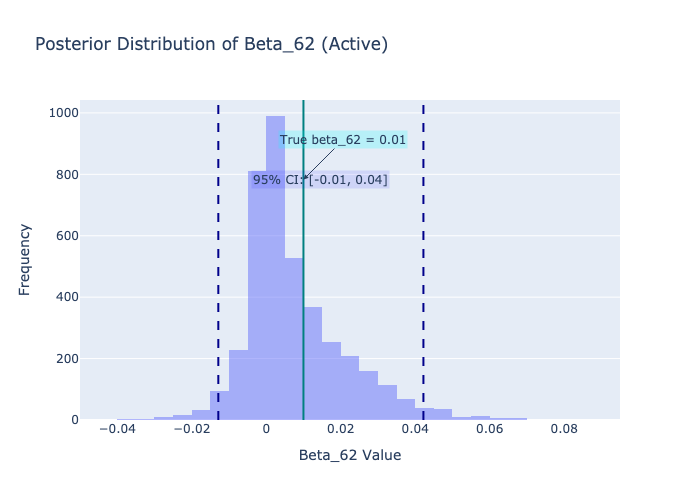 Posterior Distribution of Beta_62 (Active)
1000
True beta_62 = 0.01
800
95% CI: [-0.01, 0.04]
600
Frequency
400
200
0
−0.04 −0.02 0 0.02 0.04 0.06 0.08
Beta_62 Value